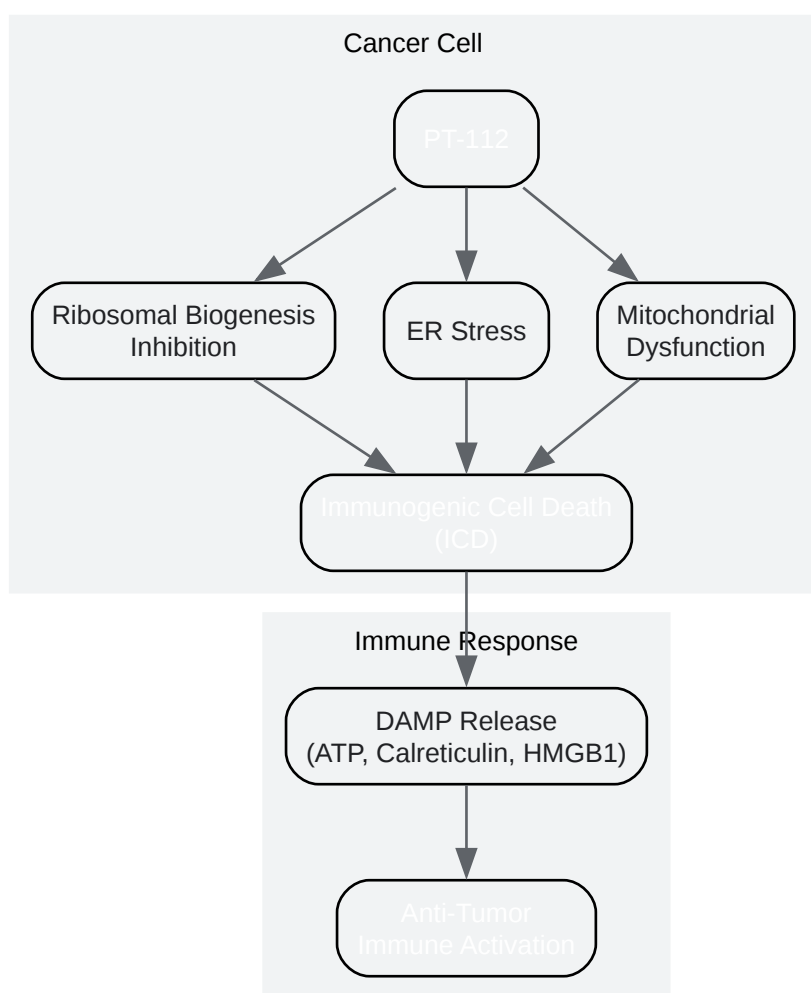 Cancer Cell
PT-112
Ribosomal Biogenesis
Inhibition
ER Stress
Mitochondrial
Dysfunction
Immunogenic Cell Death
(ICD)
Immune Response
DAMP Release
(ATP, Calreticulin, HMGB1)
Anti-Tumor
Immune Activation